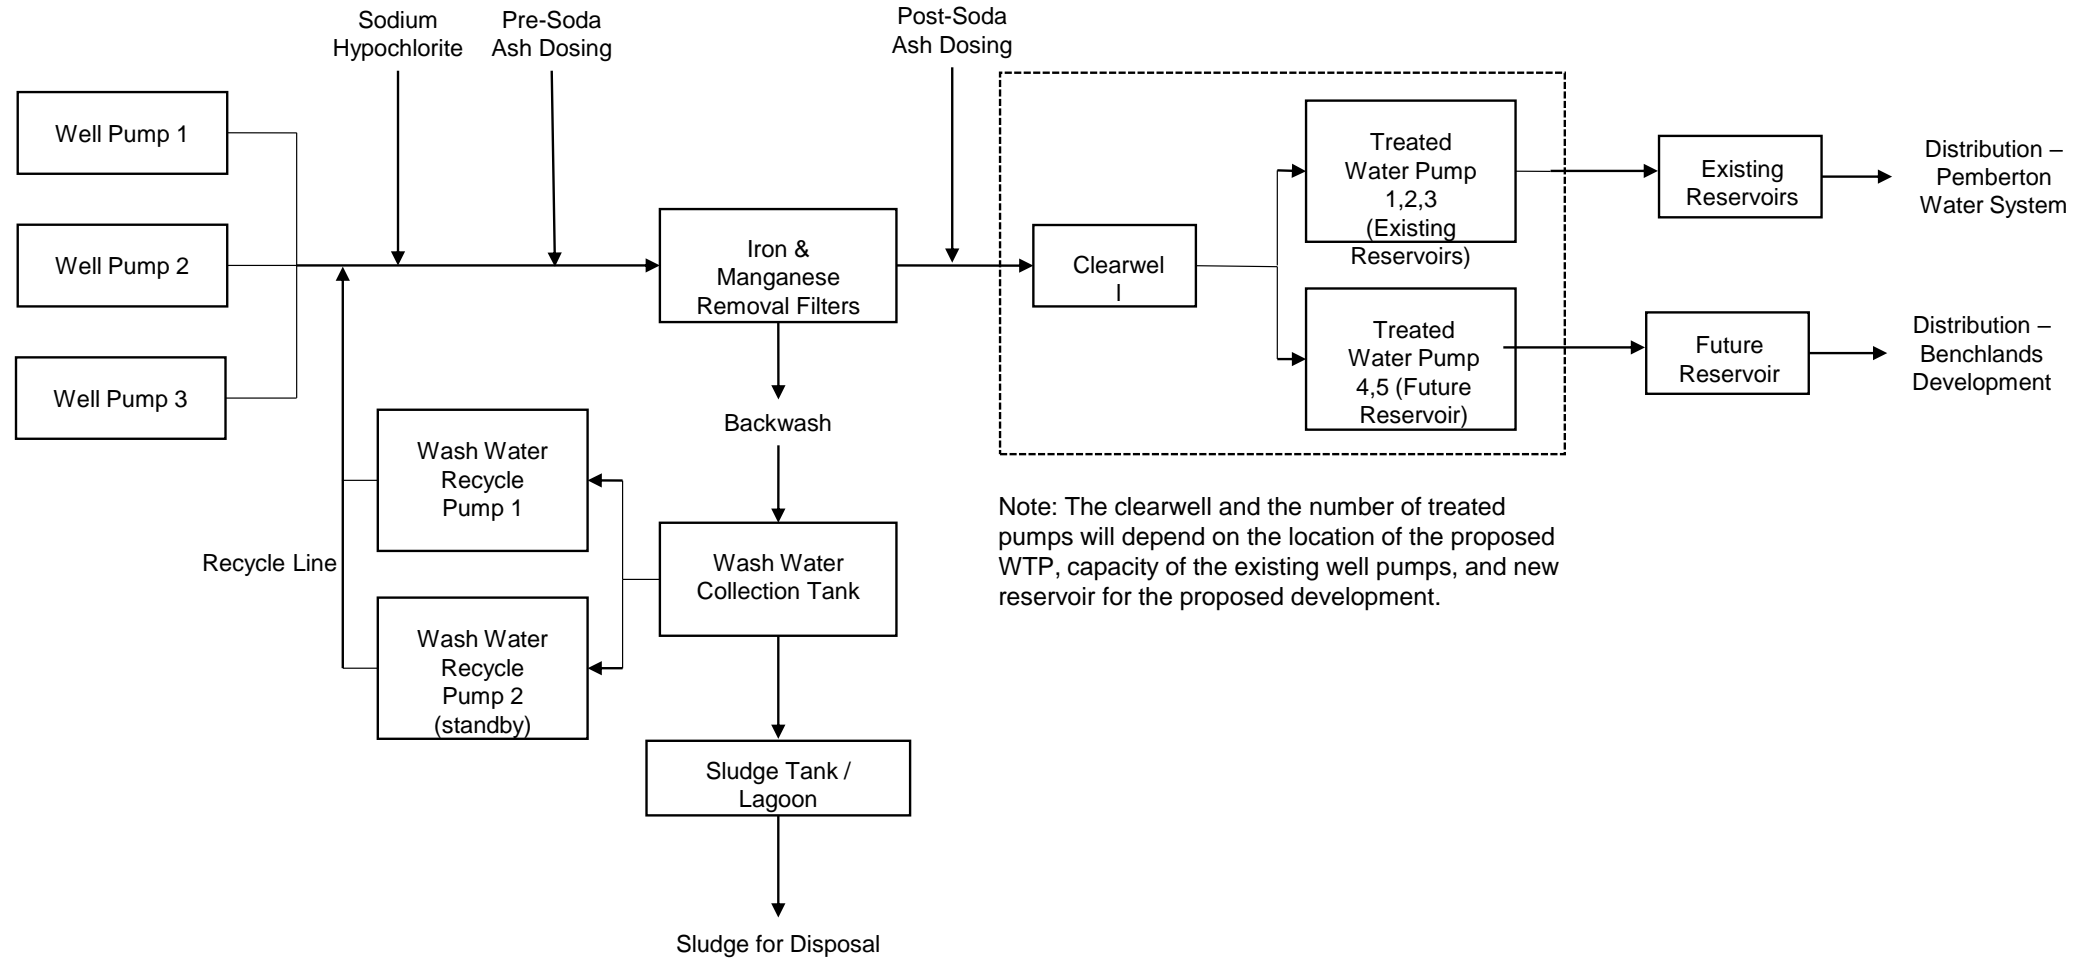 Sodium
Hypochlorite
Pre-Soda
Ash Dosing
Post-Soda
Ash Dosing
Well Pump 1
Well Pump 2
Well Pump 3
Iron &
Manganese
Removal Filters
Clearwel
l
Treated
Water Pump
1,2,3
(Existing
Reservoirs)
Existing
Reservoirs
Distribution –
Pemberton
Water System
Treated
Water Pump
4,5 (Future
Reservoir)
Future
Reservoir
Distribution –
Benchlands
Development
Backwash
Wash Water
Recycle
Pump 1
Recycle Line
Wash Water
Collection Tank
Wash Water
Recycle
Pump 2
(standby)
Note: The clearwell and the number of treated
pumps will depend on the location of the proposed
WTP, capacity of the existing well pumps, and new
reservoir for the proposed development.
Sludge Tank /
Lagoon
Sludge for Disposal